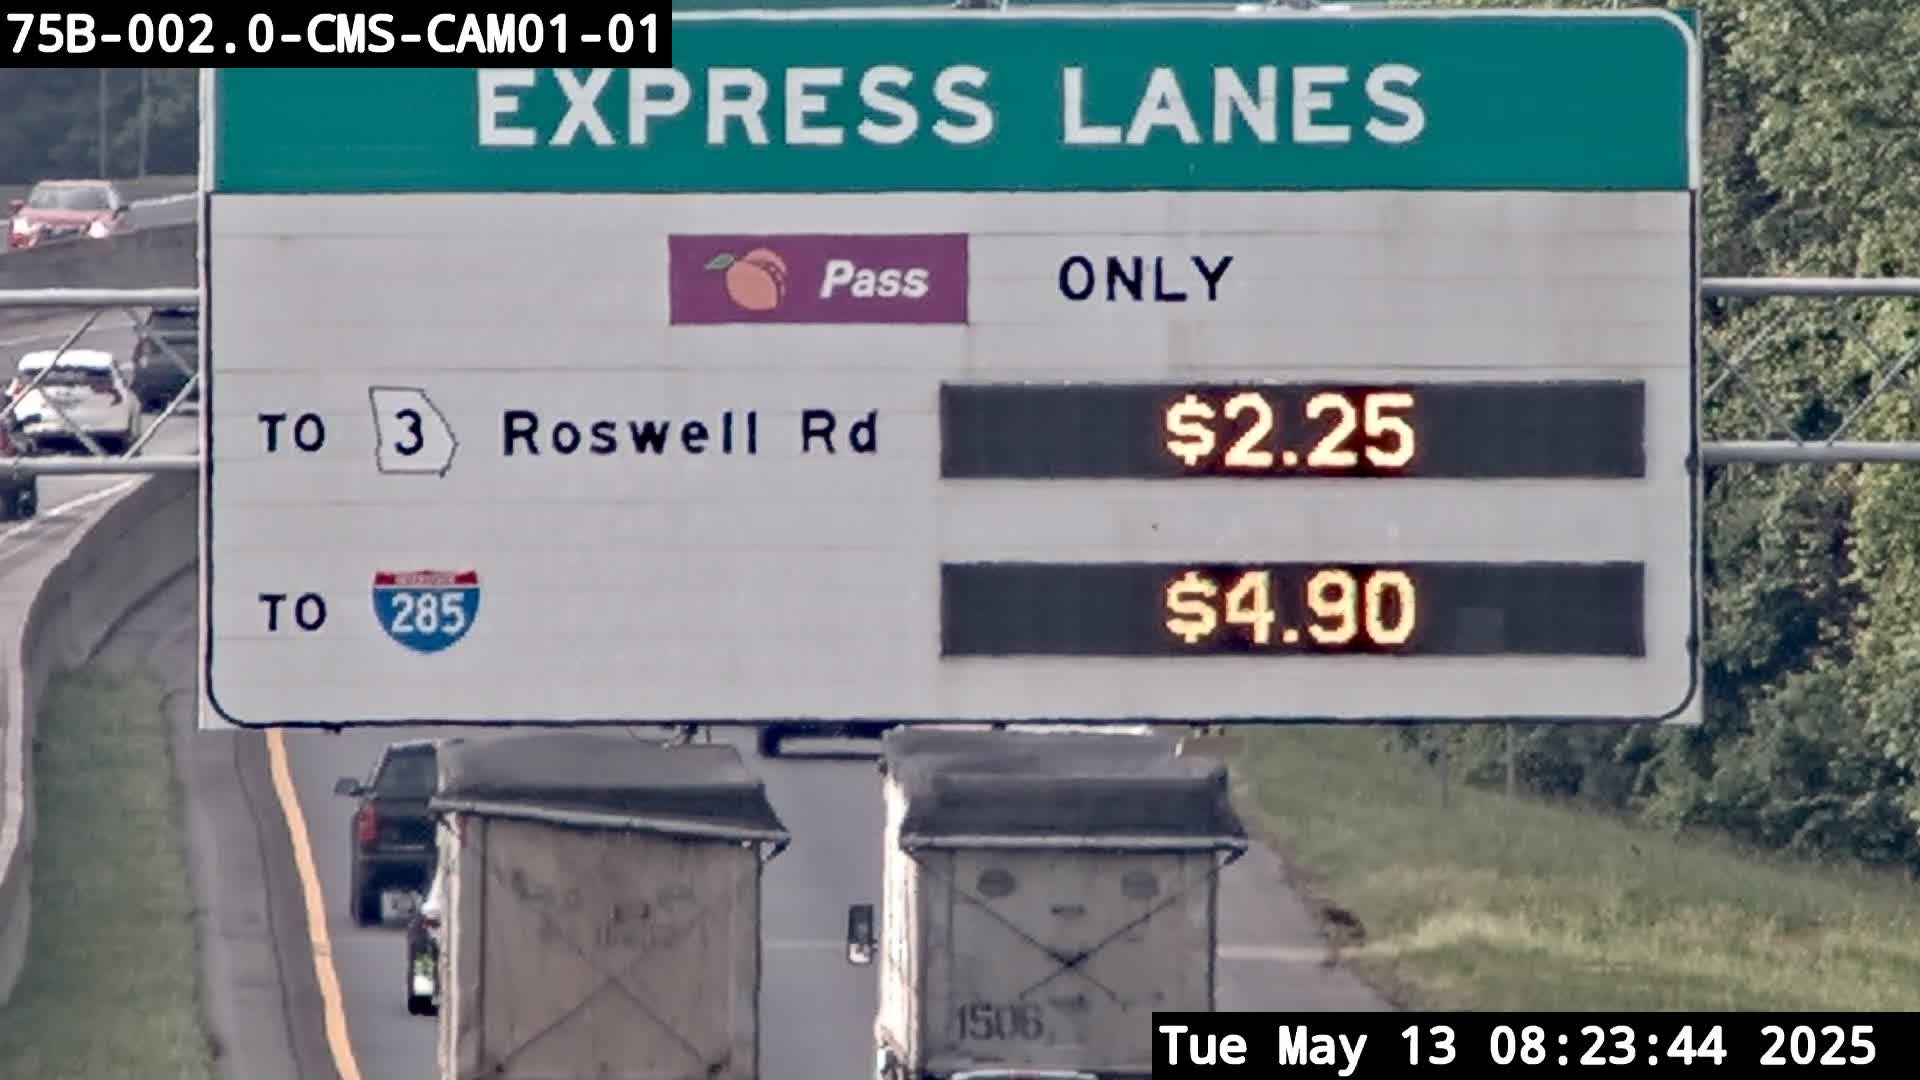 75B-002.0-CMS-CAM01-01
EXPRESS LANES
Pass ONLY
TO 3 Roswell Rd $2.25
TO 285 $4.90
1506
Tue May 13 08:23:44 2025